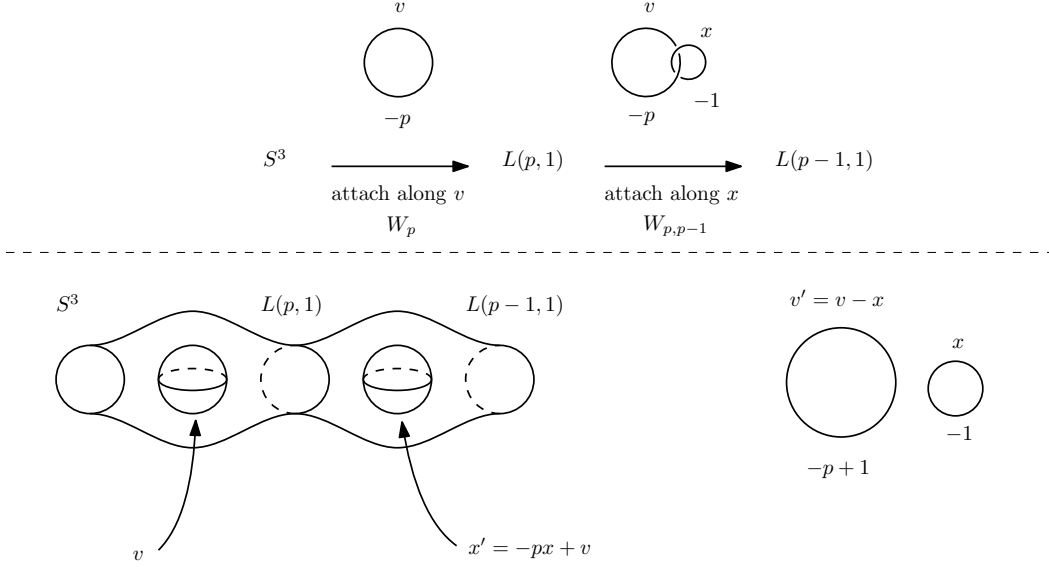 v
−p
v
x
−p
−1
S³
L(p, 1)
L(p − 1, 1)
attach along v
W_p
attach along x
W_{p,p−1}
S³
L(p, 1)
L(p − 1, 1)
v
x′ = −px + v
v′ = v − x
x
−1
−p + 1